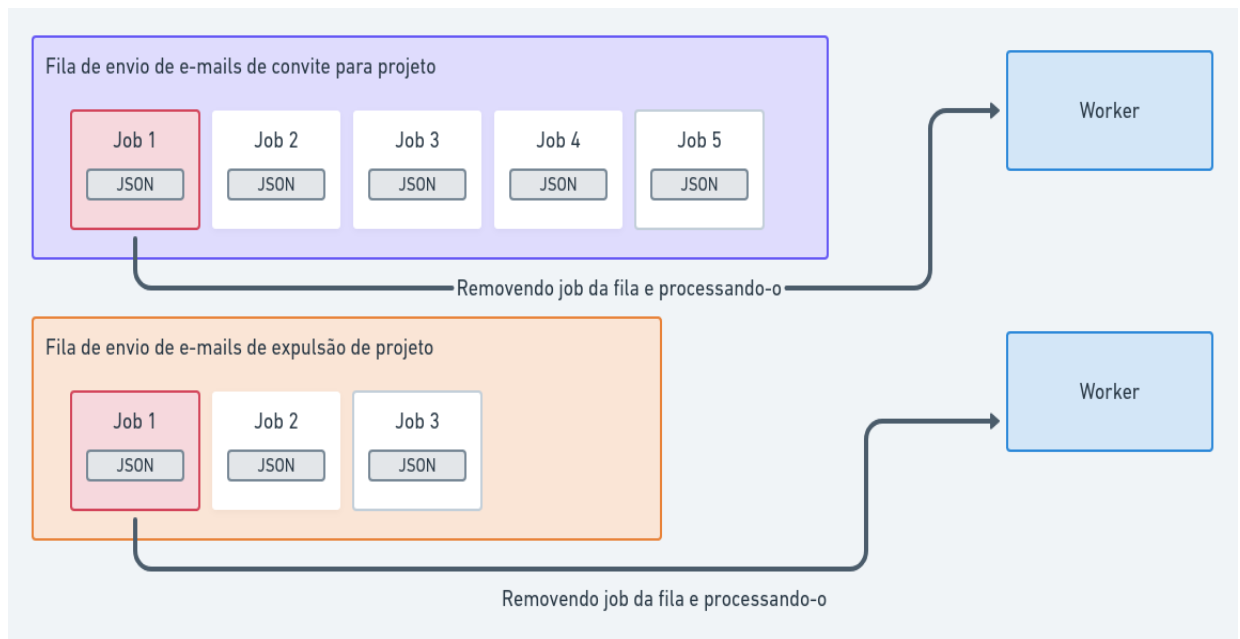 Fila de envio de e-mails de convite para projeto
Job 1
Job 2
Job 3
Job 4
Job 5
JSON
JSON
JSON
JSON
JSON
Worker
Removendo job da fila e processando-o
Fila de envio de e-mails de expulsão de projeto
Job 1
Job 2
Job 3
JSON
JSON
JSON
Worker
Removendo job da fila e processando-o